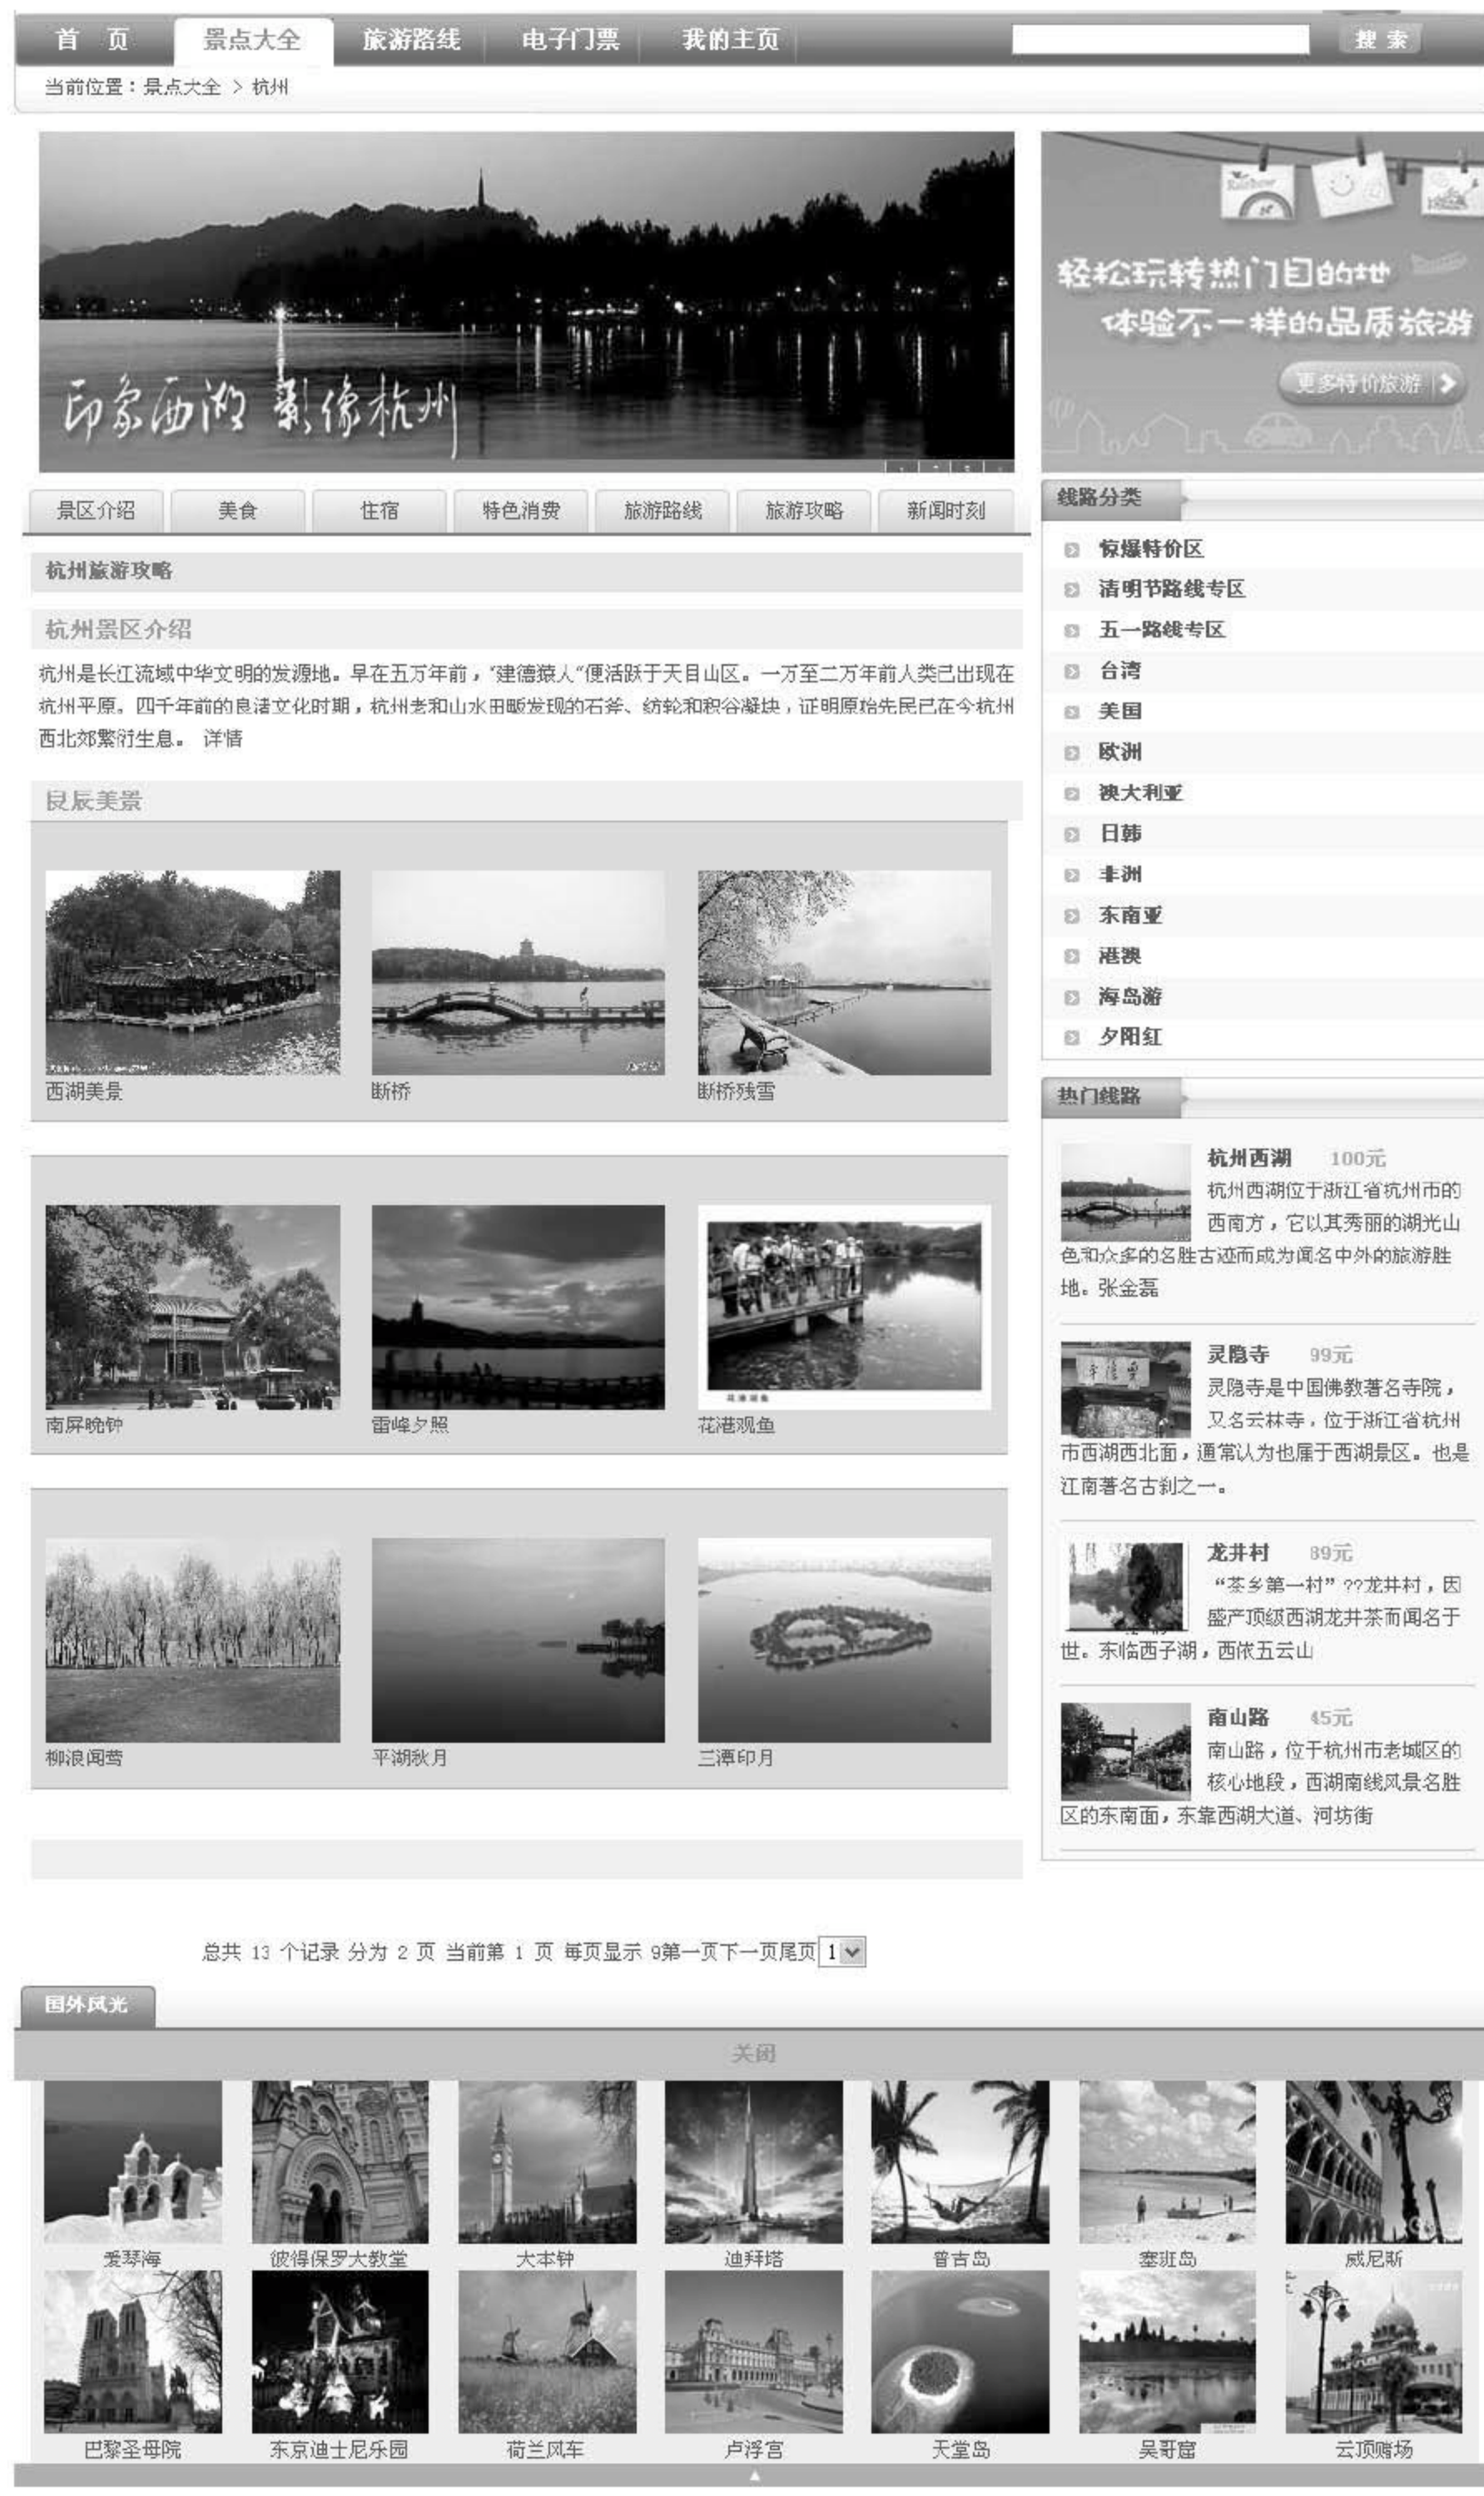 首 页 景点大全 旅游路线 电子门票 我的主页 搜 索
当前位置：景点大全 > 杭州
印象西湖 影像杭州
Rainbow
轻松玩转热门目的地
体验不一样的品质旅游
更多特价旅游
景区介绍 美食 住宿 特色消费 旅游路线 旅游攻略 新闻时刻
杭州旅游攻略
杭州景区介绍
杭州是长江流域中华文明的发源地。早在五万年前，“建德猿人“便活跃于天目山区。一万至二万年前人类已出现在
杭州平原。四千年前的良渚文化时期，杭州老和山水田畈发现的石斧、纺轮和积谷凝块，证明原始先民已在今杭州
西北郊繁衍生息。 详情
良辰美景
西湖美景 断桥 断桥残雪
南屏晚钟 雷峰夕照 花港观鱼
柳浪闻莺 平湖秋月 三潭印月
线路分类
惊爆特价区
清明节路线专区
五一路线专区
台湾
美国
欧洲
澳大利亚
日韩
非洲
东南亚
港澳
海岛游
夕阳红
热门线路
杭州西湖 100元
杭州西湖位于浙江省杭州市的
西南方，它以其秀丽的湖光山
色和众多的名胜古迹而成为闻名中外的旅游胜
地。张金磊
灵隐寺 99元
灵隐寺是中国佛教著名寺院，
又名云林寺，位于浙江省杭州
市西湖西北面，通常认为也属于西湖景区。也是
江南著名古刹之一。
龙井村 89元
“茶乡第一村”??龙井村，因
盛产顶级西湖龙井茶而闻名于
世。东临西子湖，西依五云山
南山路 45元
南山路，位于杭州市老城区的
核心地段，西湖南线风景名胜
区的东南面，东靠西湖大道、河坊街
总共 13 个记录 分为 2 页 当前第 1 页 每页显示 9第一页下一页尾页 1
国外风光
关闭
爱琴海 彼得保罗大教堂 大本钟 迪拜塔 普吉岛 塞班岛 威尼斯
巴黎圣母院 东京迪士尼乐园 荷兰风车 卢浮宫 天堂岛 吴哥窟 云顶赌场